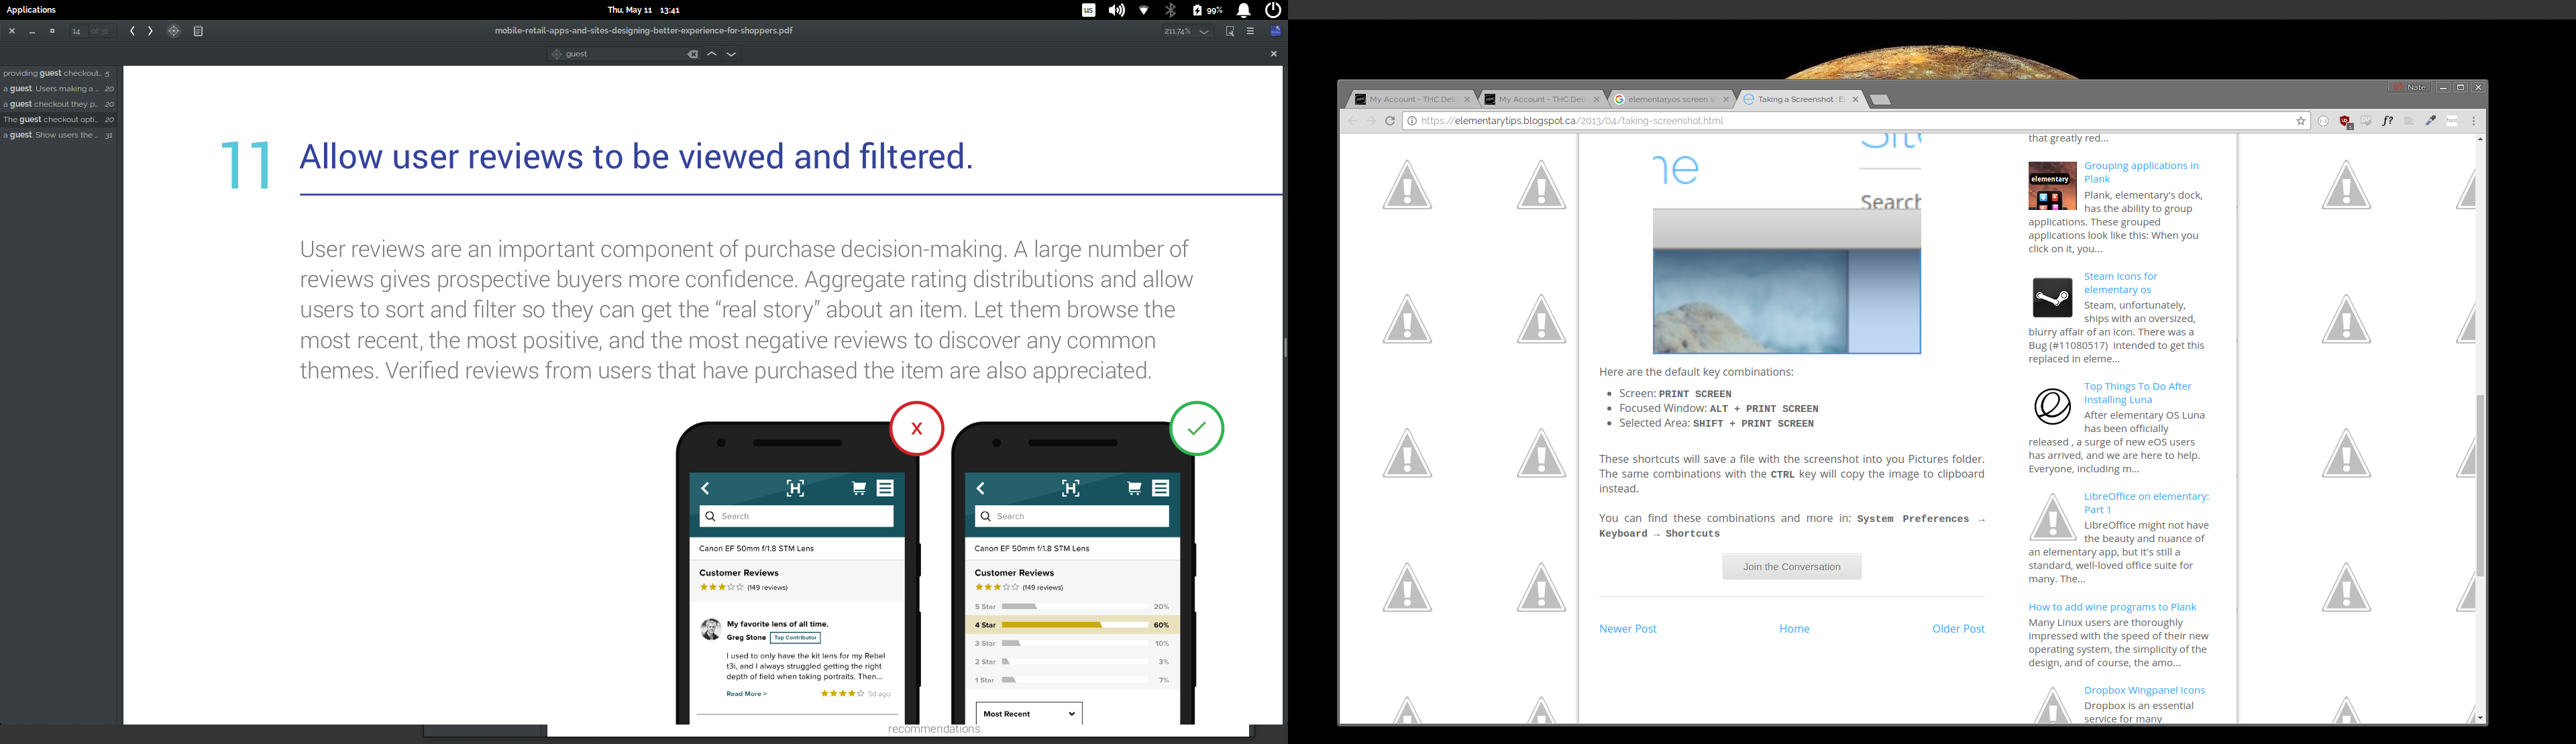 Applications
Thu, May 11 13:41
us
99%
14 of 31
mobile-retail-apps-and-sites-designing-better-experience-for-shoppers.pdf
211.74%
guest
providing guest checkout... 5
a guest. Users making a ... 20
a guest checkout they p... 20
The guest checkout opti... 20
a guest. Show users the ... 31
11 Allow user reviews to be viewed and filtered.
User reviews are an important component of purchase decision-making. A large number of
reviews gives prospective buyers more confidence. Aggregate rating distributions and allow
users to sort and filter so they can get the “real story” about an item. Let them browse the
most recent, the most positive, and the most negative reviews to discover any common
themes. Verified reviews from users that have purchased the item are also appreciated.
X
H
Search
Canon EF 50mm f/1.8 STM Lens
Customer Reviews
(149 reviews)
My favorite lens of all time.
Greg Stone Top Contributor
I used to only have the kit lens for my Rebel
t3i, and I always struggled getting the right
depth of field when taking portraits. Then...
Read More > 5d ago
H
Search
Canon EF 50mm f/1.8 STM Lens
Customer Reviews
(149 reviews)
5 Star 20%
4 Star 60%
3 Star 10%
2 Star 3%
1 Star 7%
Most Recent
recommendations.
Nate
My Account - THC Deli
My Account - THC Deli
elementaryos screen s
Taking a Screenshot : El
https://elementarytips.blogspot.ca/2013/04/taking-screenshot.html
f?
ne
Site
Search
Here are the default key combinations:
Screen: PRINT SCREEN
Focused Window: ALT + PRINT SCREEN
Selected Area: SHIFT + PRINT SCREEN
These shortcuts will save a file with the screenshot into you Pictures folder.
The same combinations with the CTRL key will copy the image to clipboard
instead.
You can find these combinations and more in: System Preferences →
Keyboard → Shortcuts
Join the Conversation
Newer Post Home Older Post
that greatly red...
elementary
Grouping applications in
Plank
Plank, elementary's dock,
has the ability to group
applications. These grouped
applications look like this: When you
click on it, you...
Steam Icons for
elementary os
Steam, unfortunately,
ships with an oversized,
blurry affair of an icon. There was a
Bug (#11080517) intended to get this
replaced in eleme...
Top Things To Do After
Installing Luna
After elementary OS Luna
has been officially
released , a surge of new eOS users
has arrived, and we are here to help.
Everyone, including m...
LibreOffice on elementary:
Part 1
LibreOffice might not have
the beauty and nuance of
an elementary app, but it's still a
standard, well-loved office suite for
many. The...
How to add wine programs to Plank
Many Linux users are thoroughly
impressed with the speed of their new
operating system, the simplicity of the
design, and of course, the amo...
Dropbox Wingpanel Icons
Dropbox is an essential
service for many